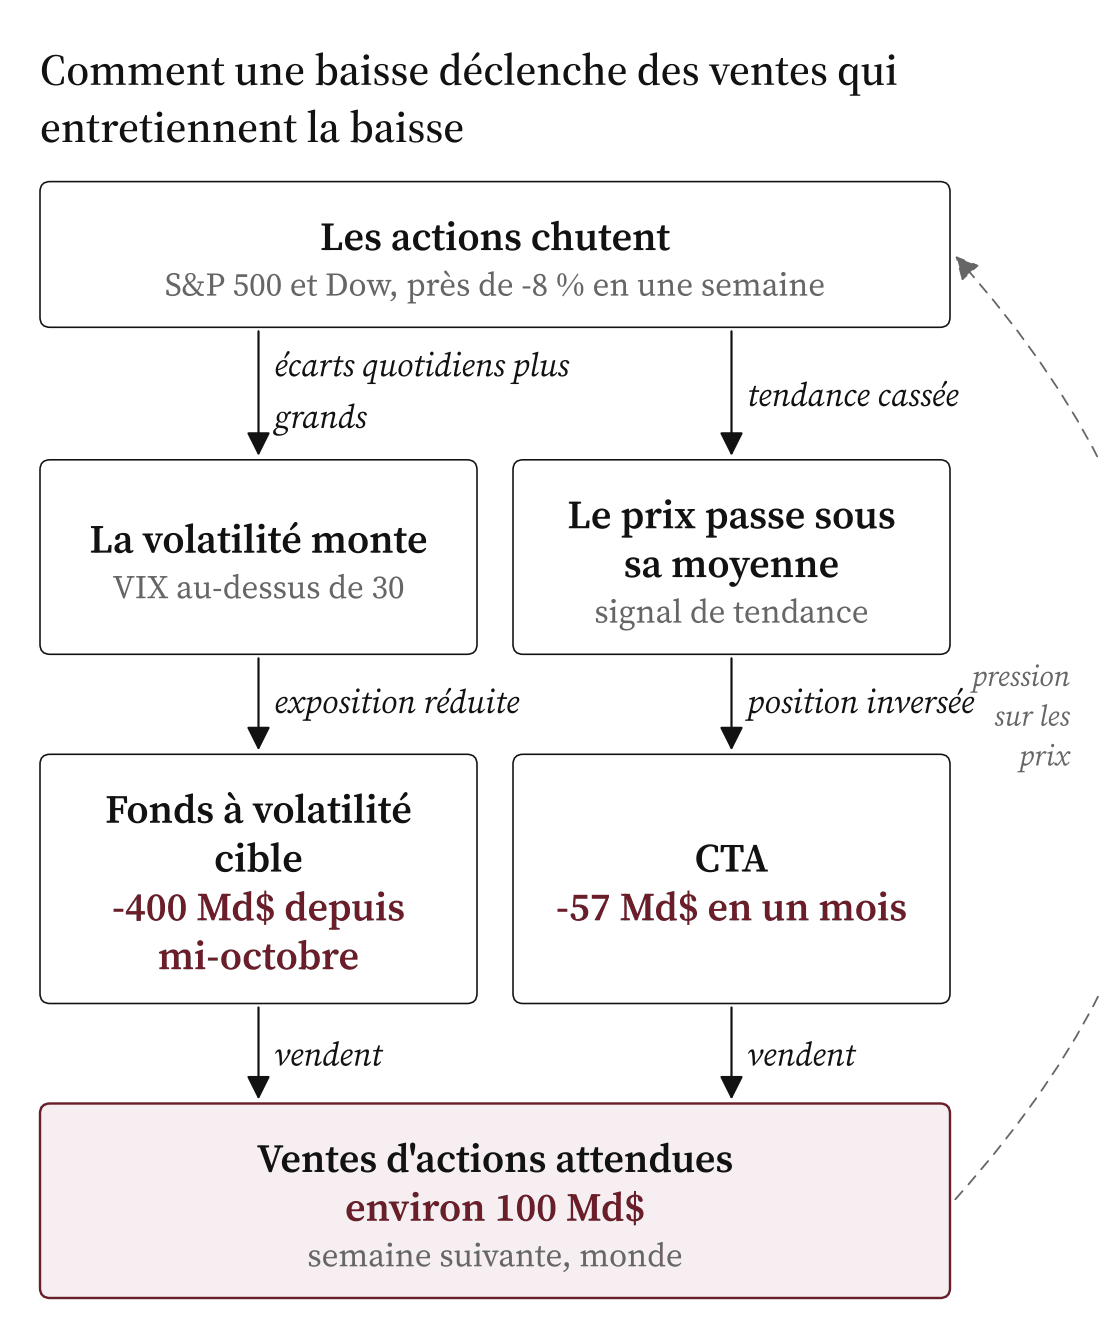 Comment une baisse déclenche des ventes qui
entretiennent la baisse
Les actions chutent
S&P 500 et Dow, près de -8 % en une semaine
écarts quotidiens plus
grands
tendance cassée
La volatilité monte
VIX au-dessus de 30
Le prix passe sous
sa moyenne
signal de tendance
exposition réduite
position inversée
pression
sur les
prix
Fonds à volatilité
cible
-400 Md$ depuis
mi-octobre
CTA
-57 Md$ en un mois
vendent
vendent
Ventes d'actions attendues
environ 100 Md$
semaine suivante, monde